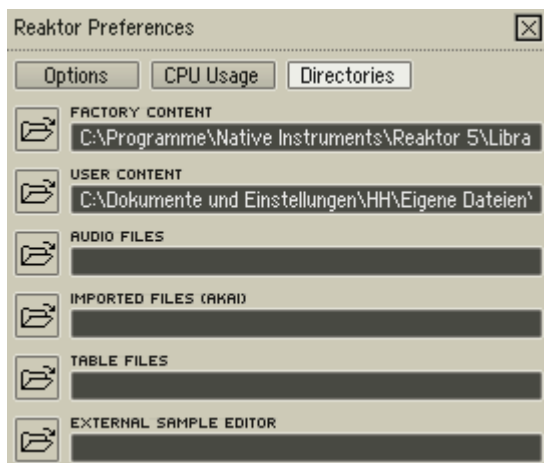 Reaktor Preferences
Options CPU Usage Directories
FACTORY CONTENT
C:\Programme\Native Instruments\Reaktor 5\Libra
USER CONTENT
C:\Dokumente und Einstellungen\HH\Eigene Dateien\
AUDIO FILES
IMPORTED FILES (AKAI)
TABLE FILES
EXTERNAL SAMPLE EDITOR